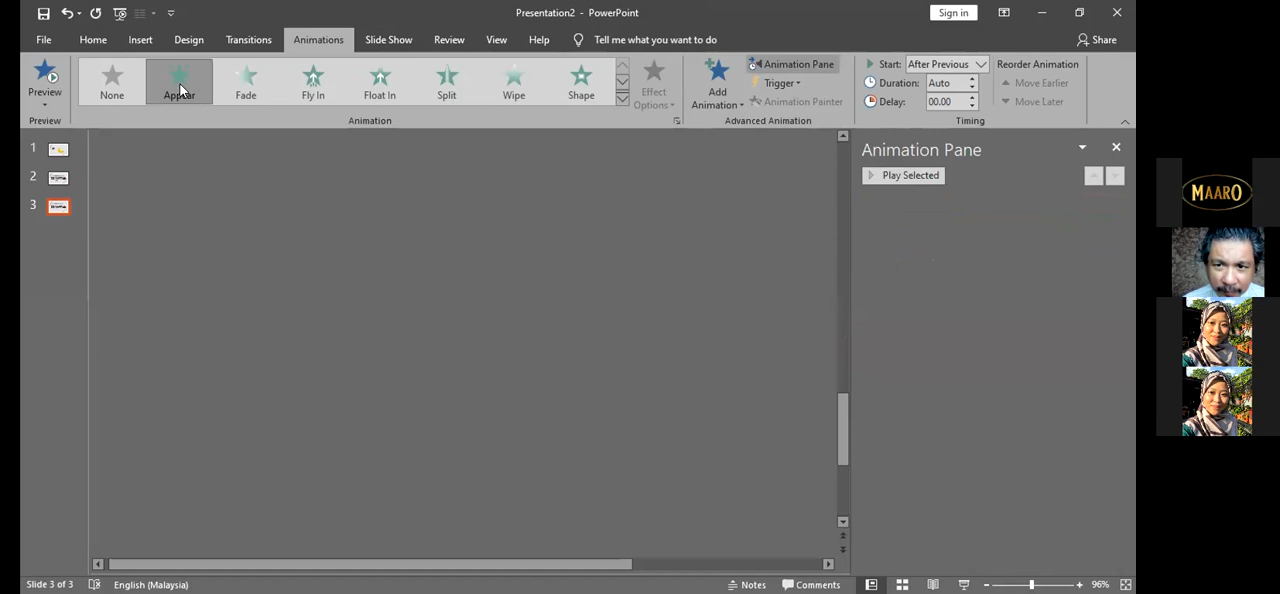 Presentation2 - PowerPoint
Sign in
File Home Insert Design Transitions Animations Slide Show Review View Help Tell me what you want to do Share
Preview
None Appear Fade Fly In Float In Split Wipe Shape
Effect Options
Add Animation
Animation Pane
Trigger
Animation Painter
Start: After Previous
Duration: Auto
Delay: 00.00
Reorder Animation
Move Earlier
Move Later
Preview Animation Advanced Animation Timing
Animation Pane
Play Selected
1
2
3
MAARO
Slide 3 of 3 English (Malaysia) Notes Comments 96%